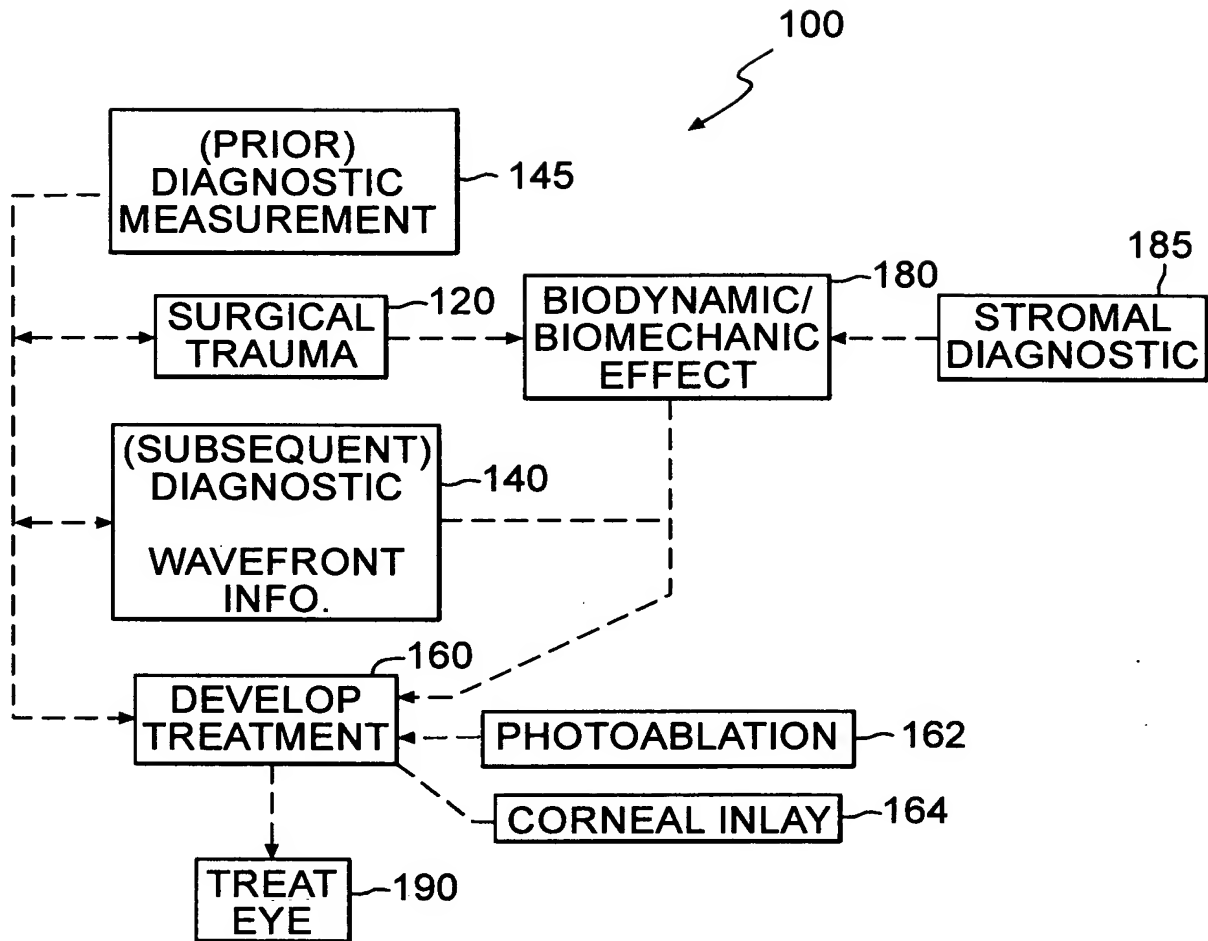 100
(PRIOR)
DIAGNOSTIC
MEASUREMENT
145
SURGICAL
TRAUMA
120
BIODYNAMIC/
BIOMECHANIC
EFFECT
180
STROMAL
DIAGNOSTIC
185
(SUBSEQUENT)
DIAGNOSTIC
WAVEFRONT
INFO.
140
DEVELOP
TREATMENT
160
PHOTOABLATION
162
CORNEAL INLAY
164
TREAT
EYE
190